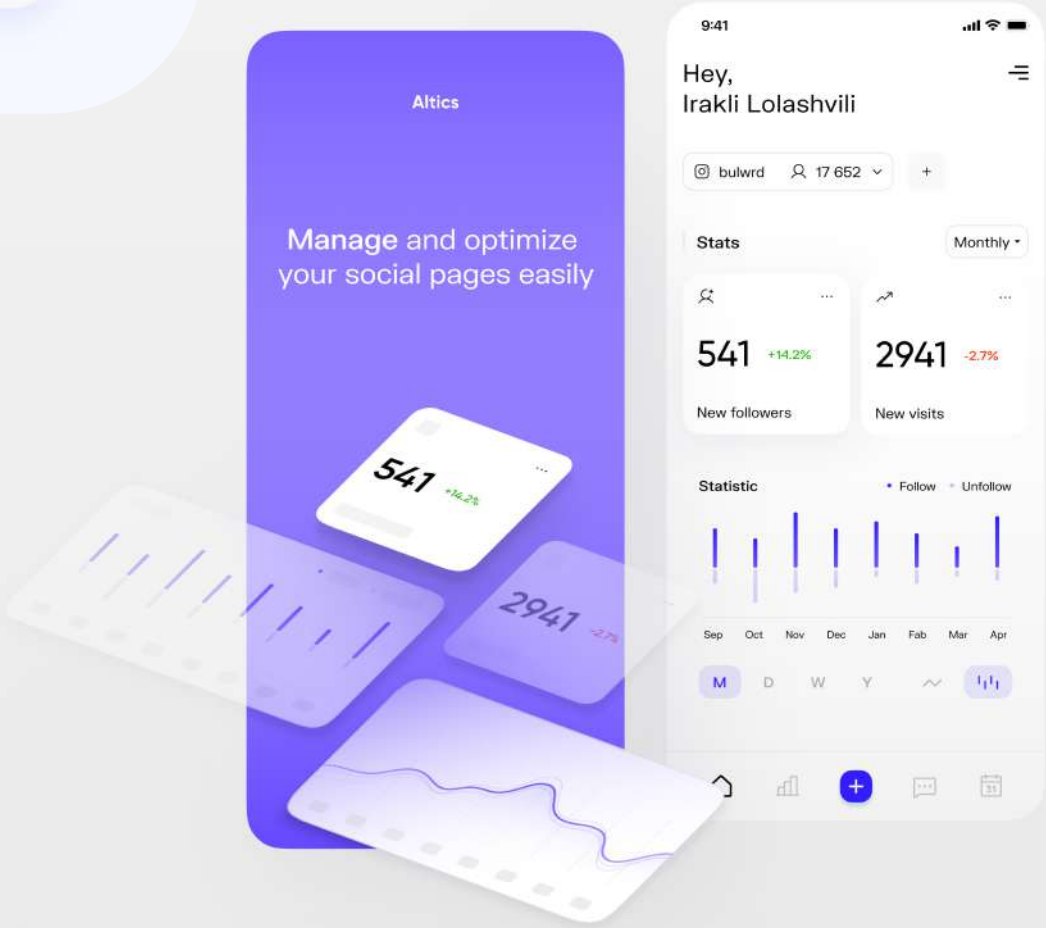 Altics
Manage and optimize
your social pages easily
541 +14.2%
2941 -2.7%
9:41
Hey,
Irakli Lolashvili
bulwrd 17 652
+
Stats
Monthly
541 +14.2%
New followers
2941 -2.7%
New visits
Statistic
Follow Unfollow
Sep Oct Nov Dec Jan Fab Mar Apr
M D W Y
+
31